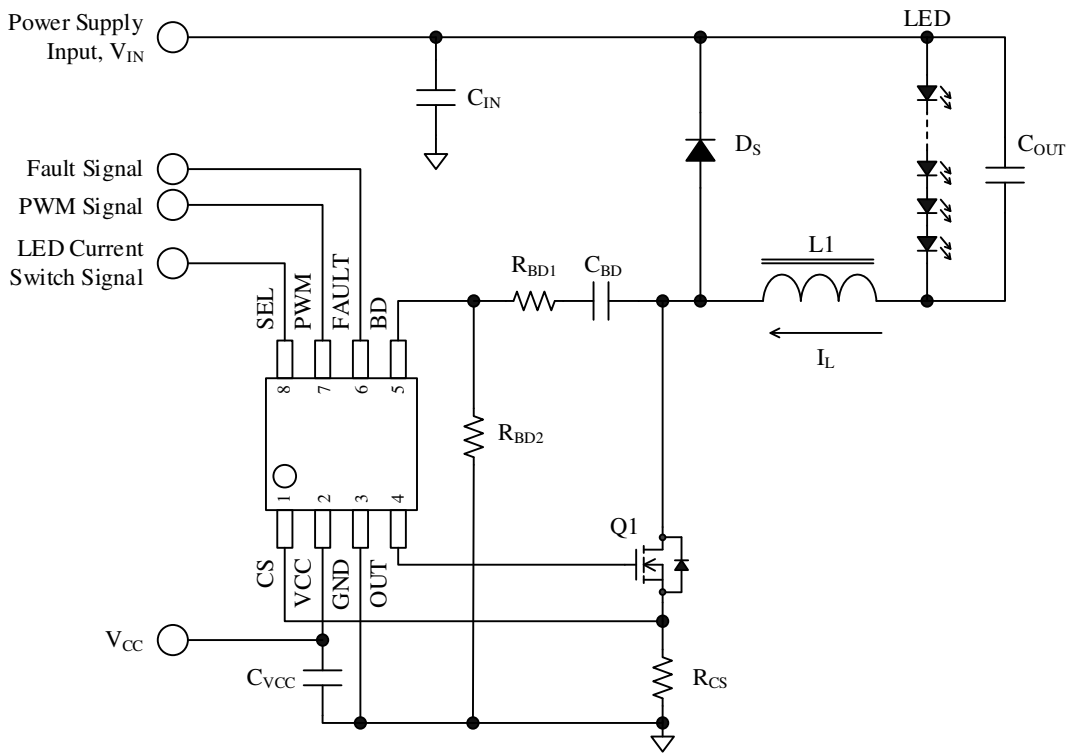 Power Supply
Input, VIN
LED
CIN
DS
COUT
Fault Signal
PWM Signal
LED Current
Switch Signal
L1
RBD1
CBD
IL
SEL
PWM
FAULT
BD
8
7
6
5
RBD2
1
2
3
4
Q1
CS
VCC
GND
OUT
VCC
CVCC
RCS